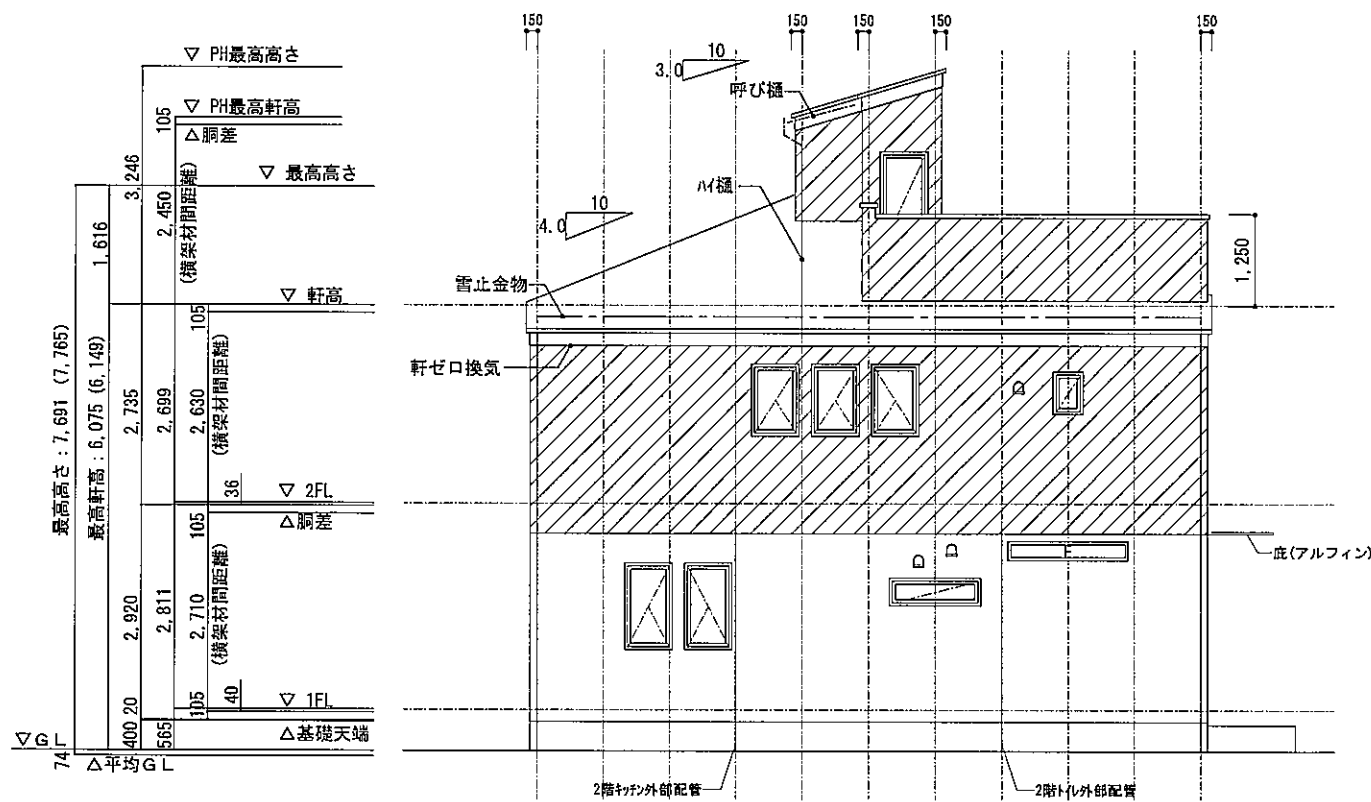 150
150
150
150
150
▽ PH最高高さ
10
3.0
呼び樋
▽ PH最高軒高
105
△胴差
3,246
▽ 最高高さ
2,450
(横架材間距離)
ハイ樋
10
4.0
1,616
1,250
雪止金物
▽ 軒高
105
軒ゼロ換気
最高高さ:7,691 (7,765)
最高軒高:6,075 (6,149)
2,735
2,699
2,630
(横架材間距離)
36
▽ 2FL
105
△胴差
庇(アルフィン)
2,920
2,811
2,710
(横架材間距離)
40
20
105
▽ 1FL
400
565
△基礎天端
▽GL
74
△平均GL
2階キッチン外部配管
2階トイレ外部配管